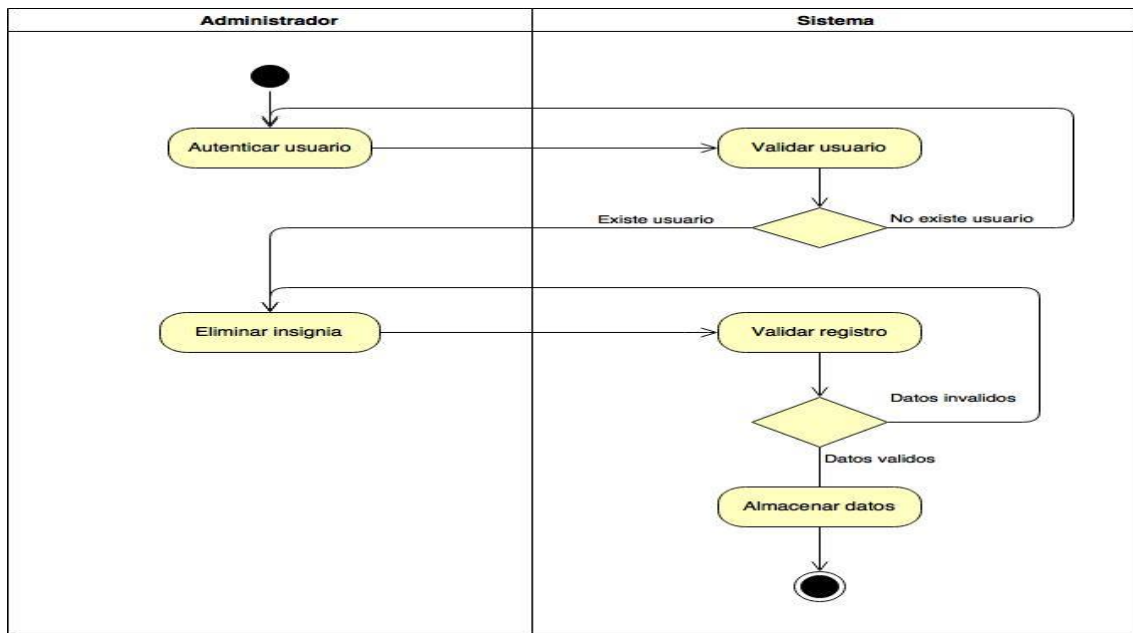 Administrador
Sistema
Autenticar usuario
Validar usuario
Existe usuario
No existe usuario
Eliminar insignia
Validar registro
Datos invalidos
Datos validos
Almacenar datos